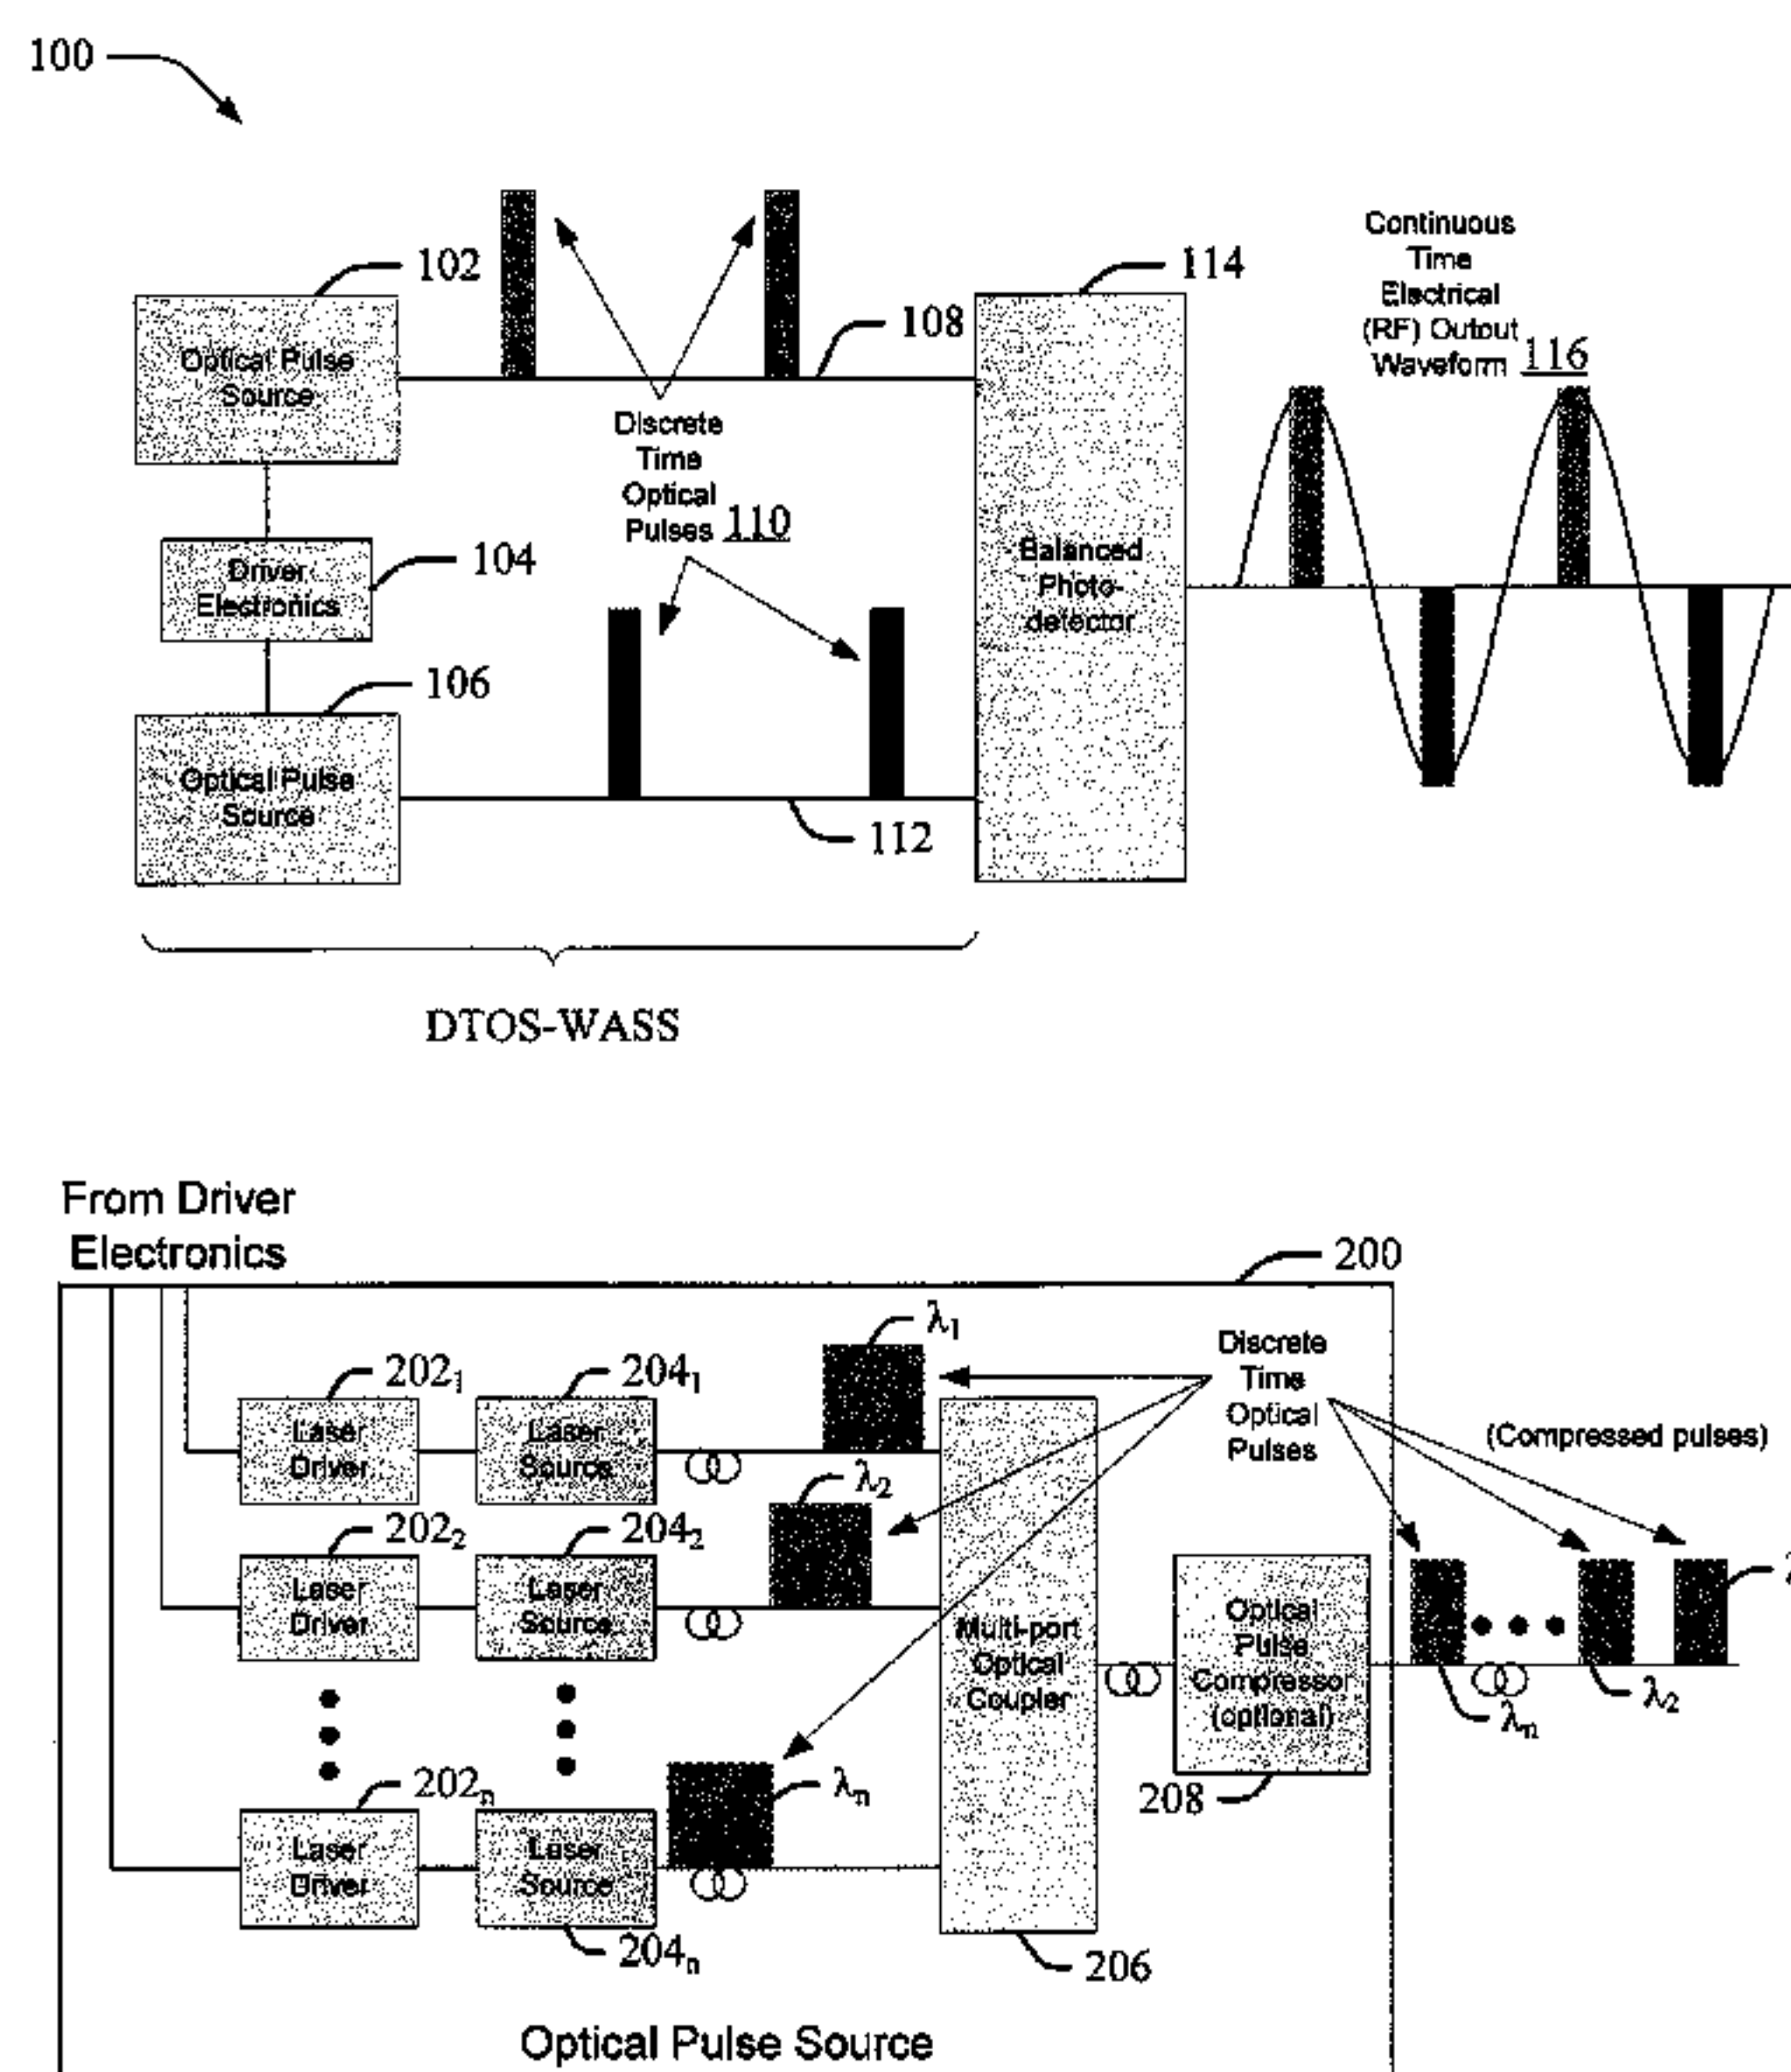 100
102
108
114
Continuous
Time
Electrical
(RF) Output
Waveform 116
Optical Pulse
Source
Discrete
Time
Optical
Pulses 110
Driver
Electronics
104
Balanced
Photo-
detector
106
Optical Pulse
Source
112
DTOS-WASS
From Driver
Electronics
200
λ1
Discrete
Time
Optical
Pulses
(Compressed pulses)
2021
2041
Laser
Driver
Laser
Source
λ2
2022
2042
Laser
Driver
Laser
Source
Multi-port
Optical
Coupler
Optical
Pulse
Compressor
(optional)
λn
λ2
202n
λn
208
Laser
Driver
Laser
Source
204n
206
Optical Pulse Source